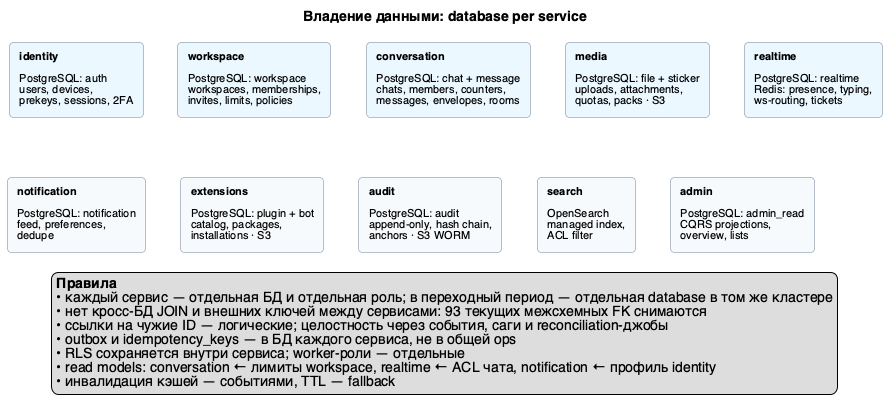 Владение данными: database per service
identity
PostgreSQL: auth
users, devices,
prekeys, sessions, 2FA
workspace
PostgreSQL: workspace
workspaces, memberships,
invites, limits, policies
conversation
PostgreSQL: chat + message
chats, members, counters,
messages, envelopes, rooms
media
PostgreSQL: file + sticker
uploads, attachments,
quotas, packs · S3
realtime
PostgreSQL: realtime
Redis: presence, typing,
ws-routing, tickets
notification
PostgreSQL: notification
feed, preferences,
dedupe
extensions
PostgreSQL: plugin + bot
catalog, packages,
installations · S3
audit
PostgreSQL: audit
append-only, hash chain,
anchors · S3 WORM
search
OpenSearch
managed index,
ACL filter
admin
PostgreSQL: admin_read
CQRS projections,
overview, lists
Правила
• каждый сервис — отдельная БД и отдельная роль; в переходный период — отдельная database в том же кластере
• нет кросс-БД JOIN и внешних ключей между сервисами: 93 текущих межсхемных FK снимаются
• ссылки на чужие ID — логические; целостность через события, саги и reconciliation-джобы
• outbox и idempotency_keys — в БД каждого сервиса, не в общей ops
• RLS сохраняется внутри сервиса; worker-роли — отдельные
• read models: conversation ← лимиты workspace, realtime ← ACL чата, notification ← профиль identity
• инвалидация кэшей — событиями, TTL — fallback